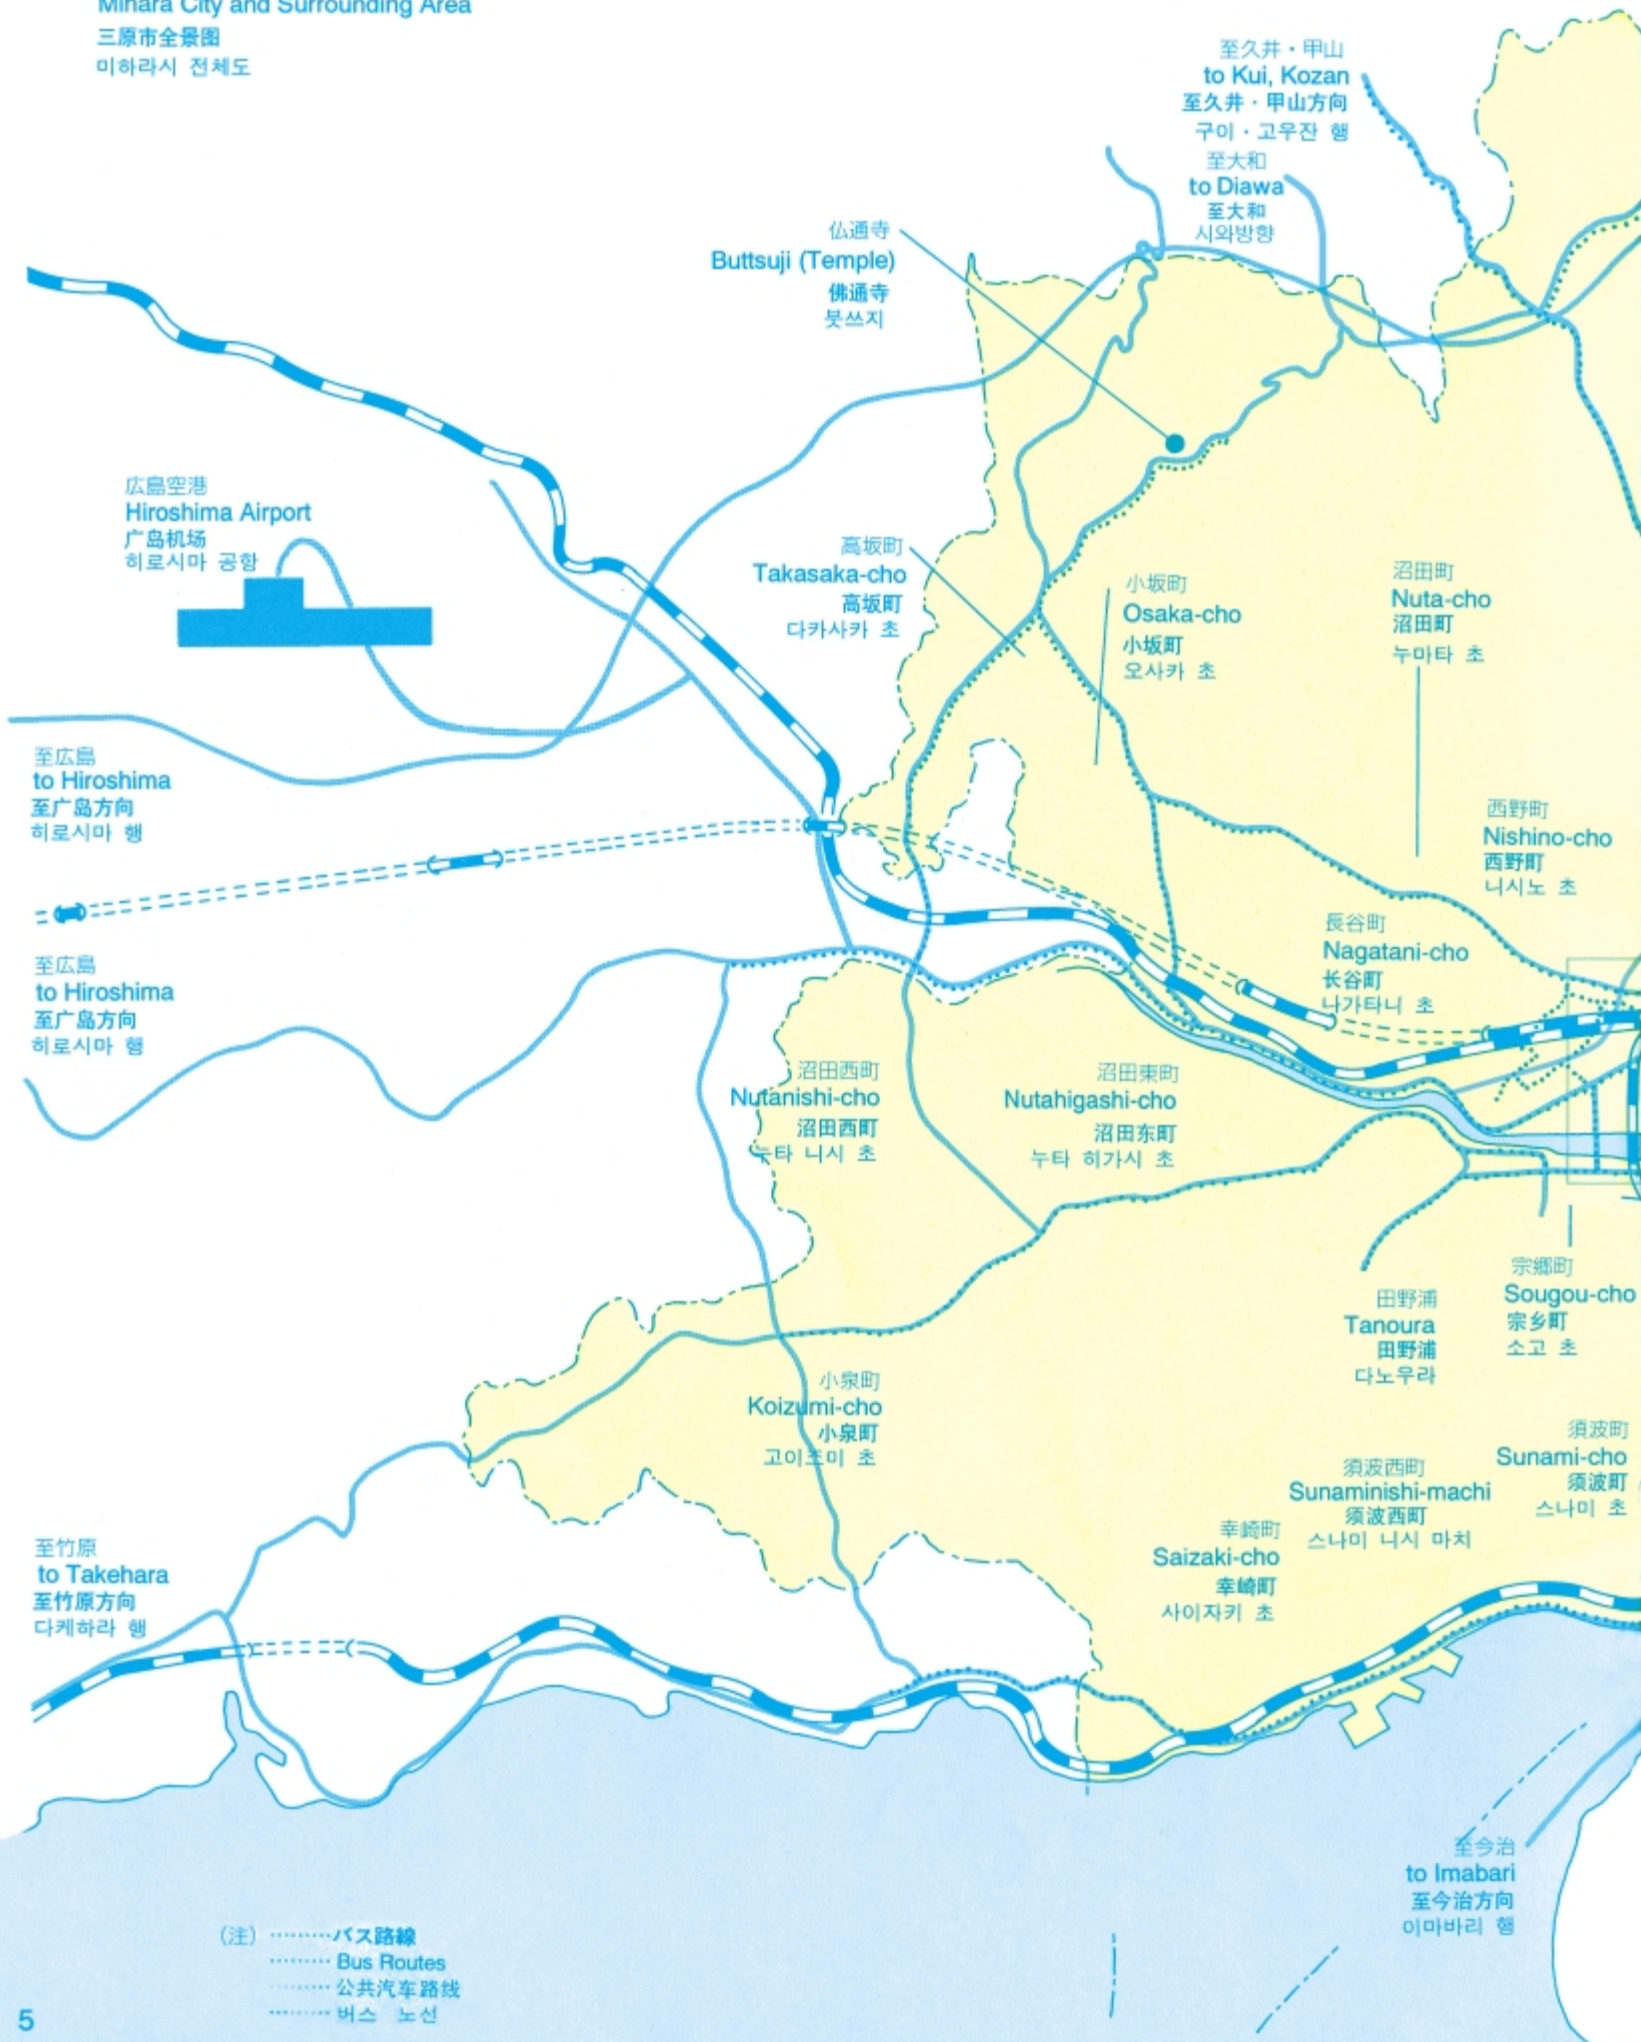 Mihara City and Surrounding Area
三原市全景图
미하라시 전체도
至久井・甲山
to Kui, Kozan
至久井・甲山方向
구이・고우잔 행
至大和
to Diawa
至大和
시와방향
仏通寺
Buttsuji (Temple)
佛通寺
붓쓰지
広島空港
Hiroshima Airport
广岛机场
히로시마 공항
高坂町
Takasaka-cho
高坂町
다카사카 초
小坂町
Osaka-cho
小坂町
오사카 초
沼田町
Nuta-cho
沼田町
누마타 초
至広島
to Hiroshima
至广岛方向
히로시마 행
西野町
Nishino-cho
西野町
니시노 초
長谷町
Nagatani-cho
长谷町
나가타니 초
至広島
to Hiroshima
至广岛方向
히로시마 행
沼田西町
Nutanishi-cho
沼田西町
누타 니시 초
沼田東町
Nutahigashi-cho
沼田东町
누타 히가시 초
宗郷町
Sougou-cho
宗乡町
소고 초
田野浦
Tanoura
田野浦
다노우라
小泉町
Koizumi-cho
小泉町
고이즈미 초
須波町
Sunami-cho
须波町
스나미 초
須波西町
Sunaminishi-machi
须波西町
스나미 니시 마치
幸崎町
Saizaki-cho
幸崎町
사이자키 초
至竹原
to Takehara
至竹原方向
다케하라 행
至今治
to Imabari
至今治方向
이마바리 행
(注) ………バス路線
……… Bus Routes
……… 公共汽车路线
……… 버스 노선
5